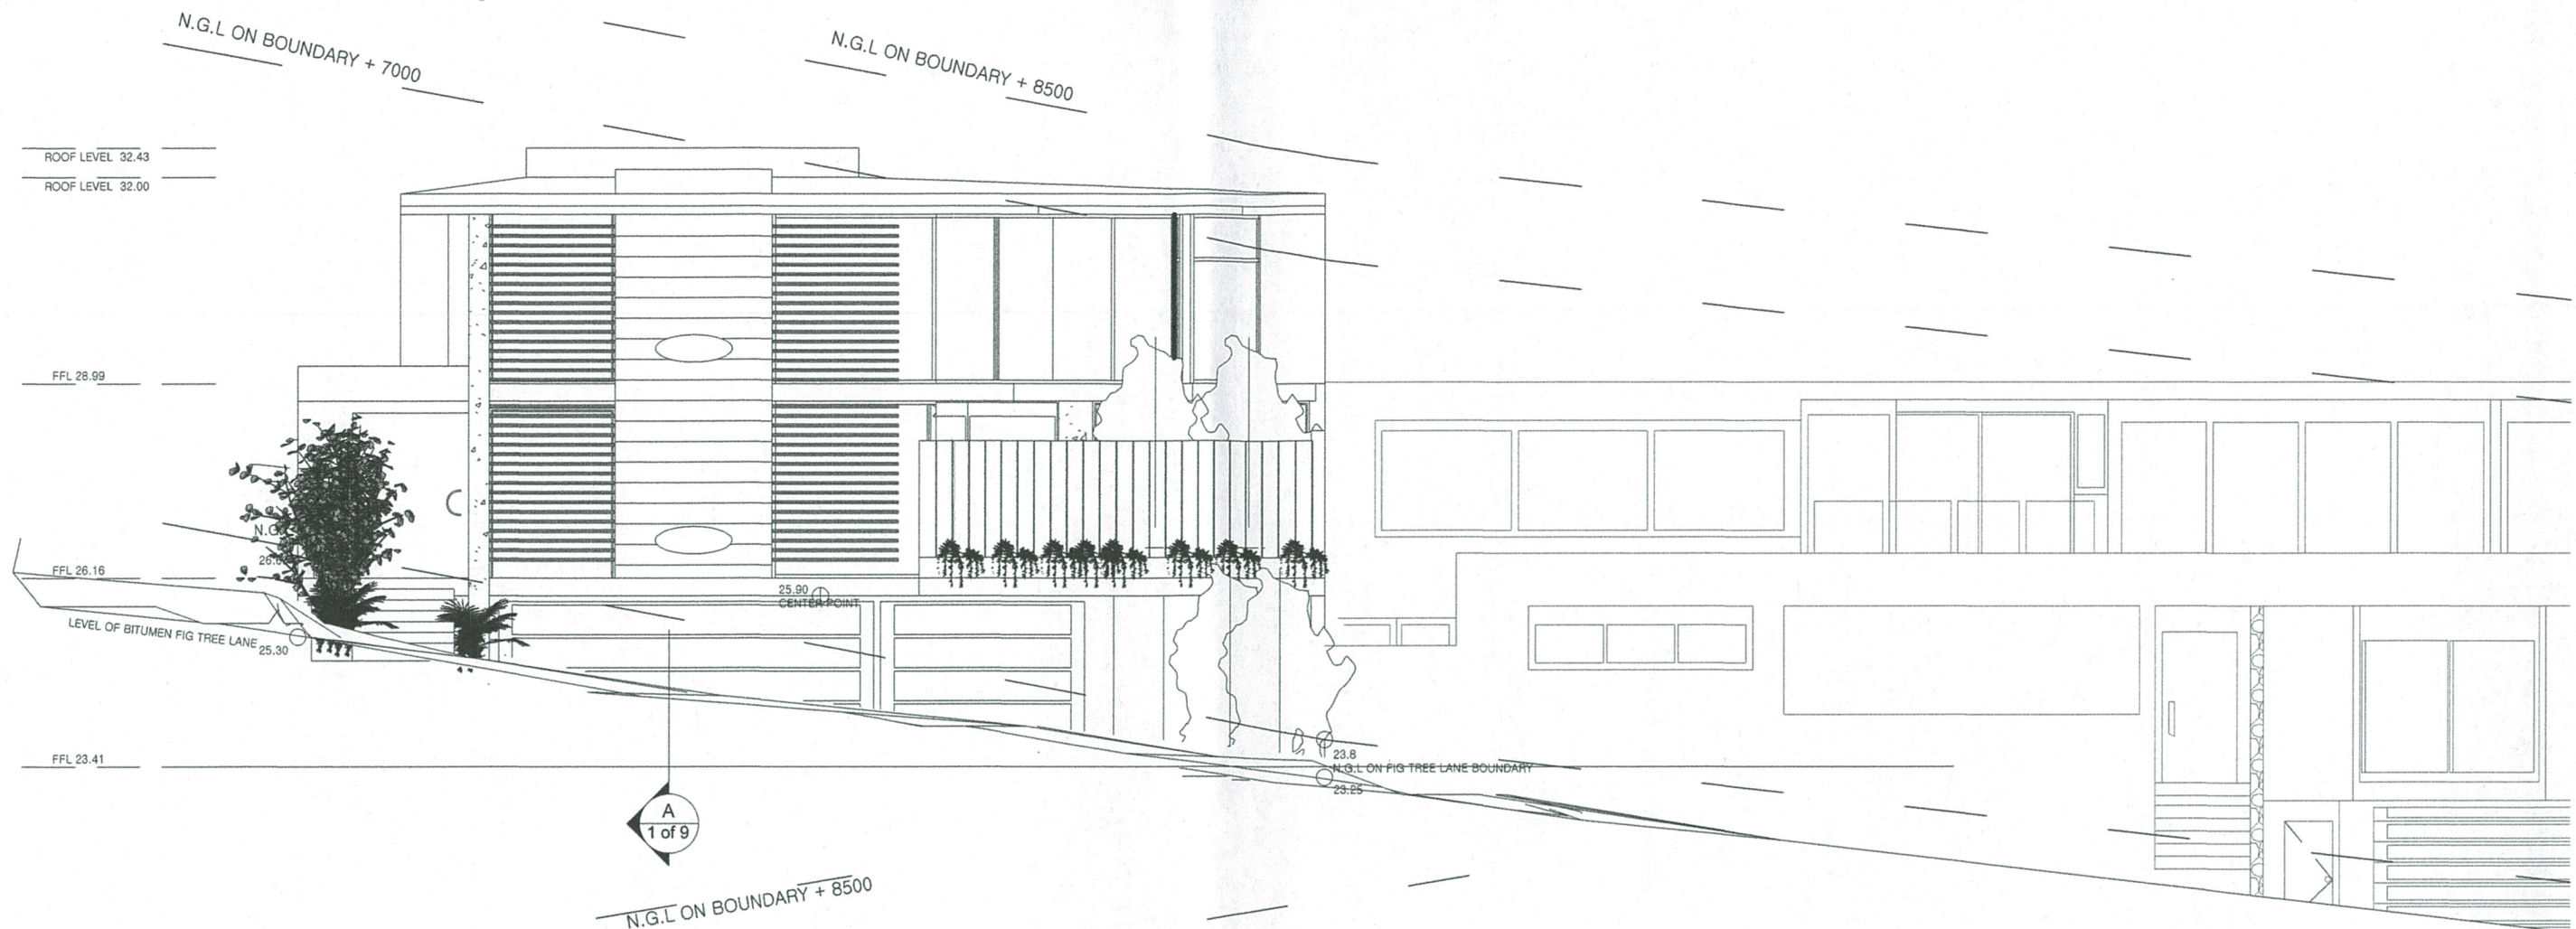 N.G.L ON BOUNDARY + 7000
N.G.L ON BOUNDARY + 8500
ROOF LEVEL 32.43
ROOF LEVEL 32.00
FFL 28.99
FFL 26.16
25.90
CENTER POINT
LEVEL OF BITUMEN FIG TREE LANE
25.30
FFL 23.41
23.8
N.G.L ON FIG TREE LANE BOUNDARY
23.25
A
1 of 9
N.G.L ON BOUNDARY + 8500